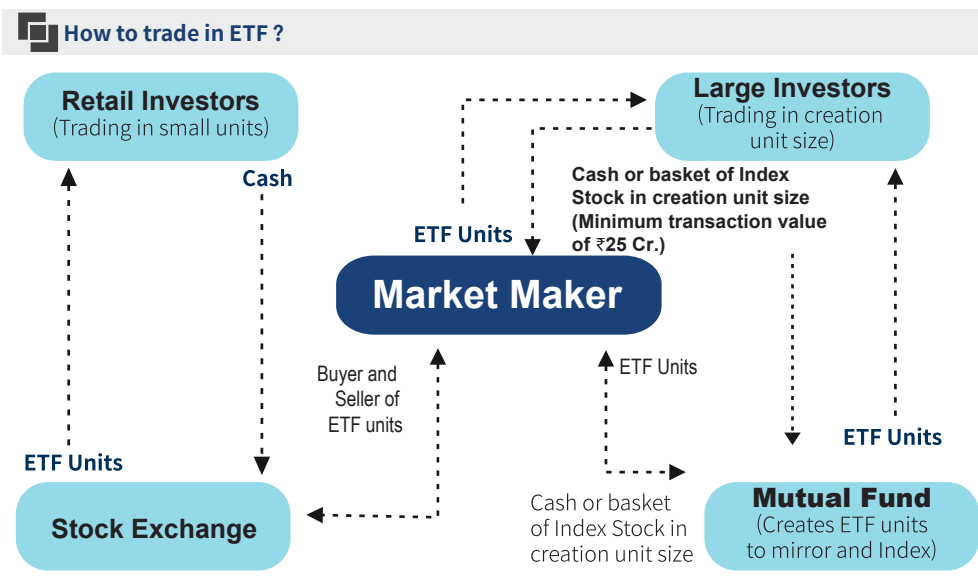 How to trade in ETF ?
Retail Investors
(Trading in small units)
Large Investors
(Trading in creation
unit size)
Cash
Cash or basket of Index
Stock in creation unit size
(Minimum transaction value
of ₹25 Cr.)
ETF Units
Market Maker
Buyer and
Seller of
ETF units
ETF Units
ETF Units
ETF Units
Stock Exchange
Cash or basket
of Index Stock in
creation unit size
Mutual Fund
(Creates ETF units
to mirror and Index)